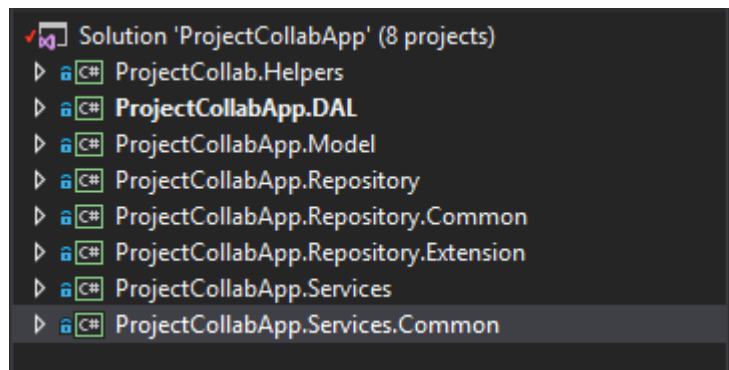 Solution 'ProjectCollabApp' (8 projects)
C# ProjectCollab.Helpers
C# ProjectCollabApp.DAL
C# ProjectCollabApp.Model
C# ProjectCollabApp.Repository
C# ProjectCollabApp.Repository.Common
C# ProjectCollabApp.Repository.Extension
C# ProjectCollabApp.Services
C# ProjectCollabApp.Services.Common